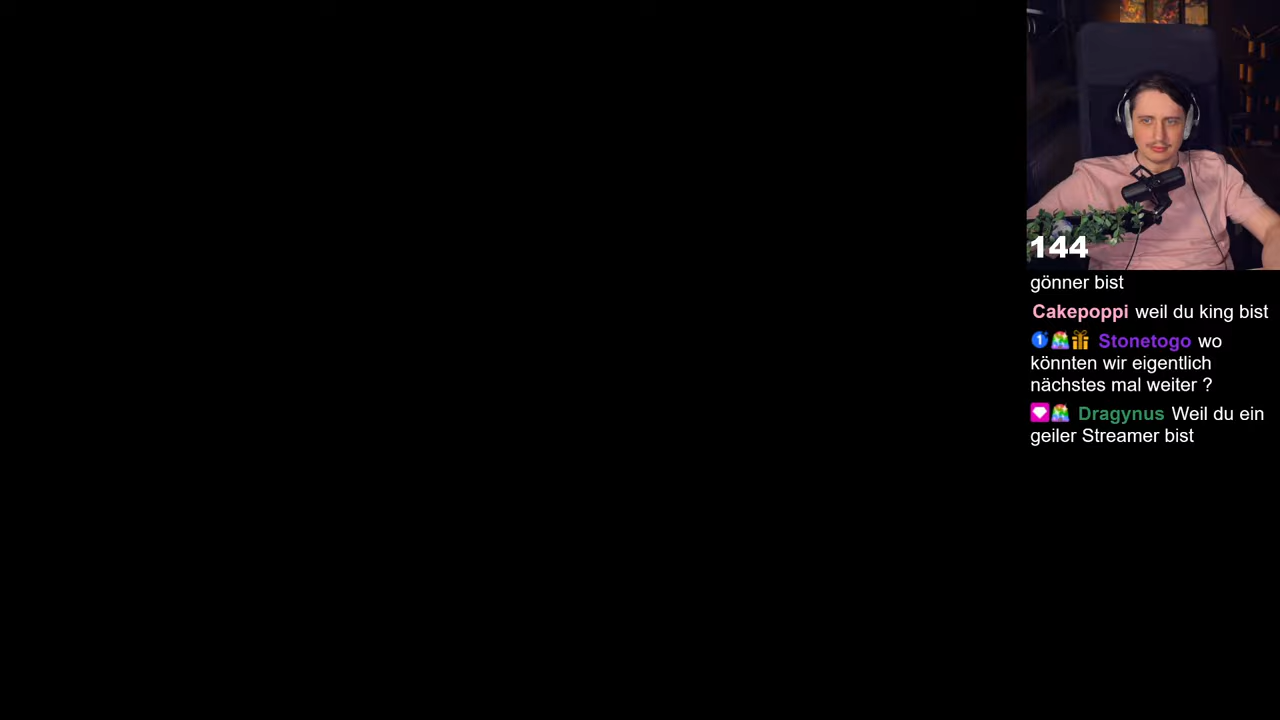 144
gönner bist
Cakepoppi weil du king bist
1 Stonetogo wo
könnten wir eigentlich
nächstes mal weiter ?
Dragynus Weil du ein
geiler Streamer bist